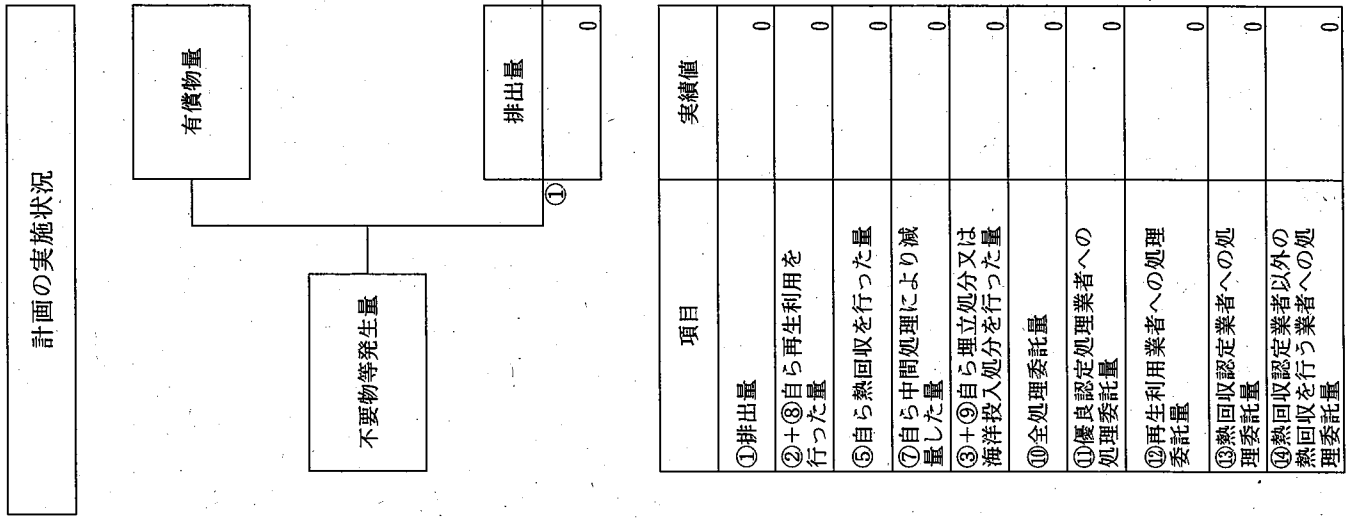 計画の実施状況
有償物量
不要物等発生量
①
排出量
0
項目
実績値
①排出量
0
②+⑧自ら再生利用を
行った量
0
⑤自ら熱回収を行った量
0
⑦自ら中間処理により減
量した量
0
③+⑨自ら埋立処分又は
海洋投入処分を行った量
0
⑩全処理委託量
0
⑪優良認定処理業者への
処理委託量
0
⑫再生利用業者への処理
委託量
0
⑬熱回収認定業者への処
理委託量
0
⑭熱回収認定業者以外の
熱回収を行う業者への処
理委託量
0